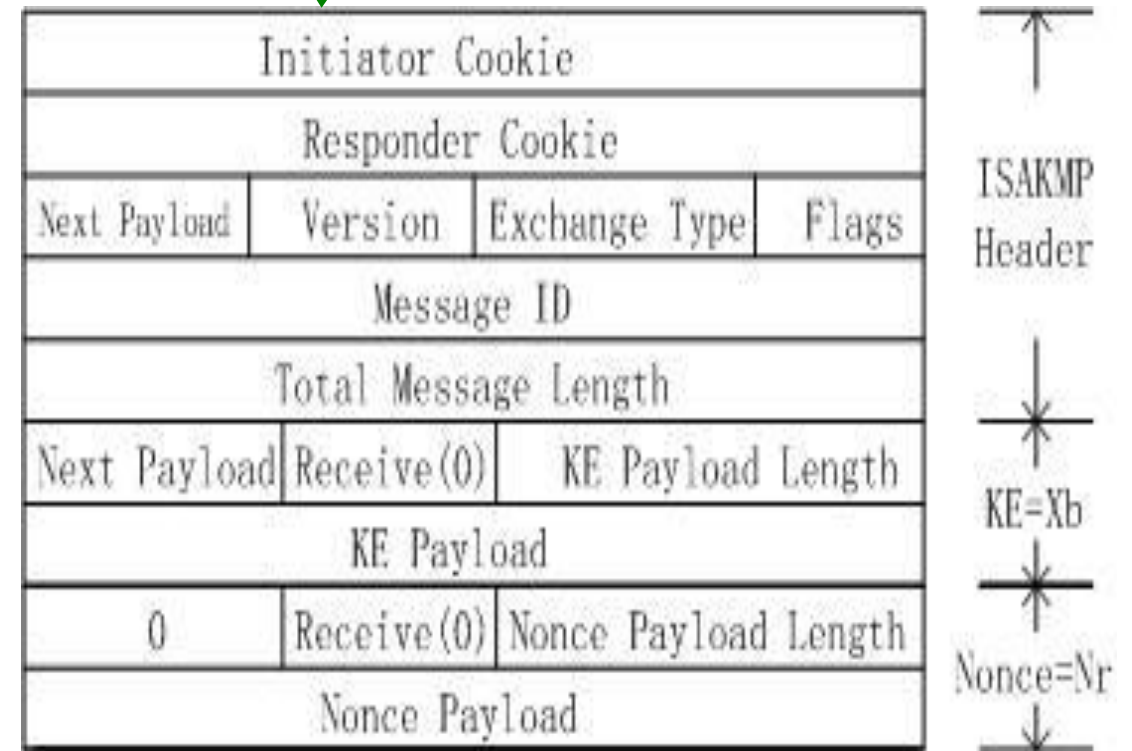 Initiator Cookie
Responder Cookie
Next Payload Version Exchange Type Flags
ISAKMP
Header
Message ID
Total Message Length
Next Payload Receive(0) KE Payload Length
KE=Xb
KE Payload
0 Receive(0) Nonce Payload Length
Nonce=Nr
Nonce Payload